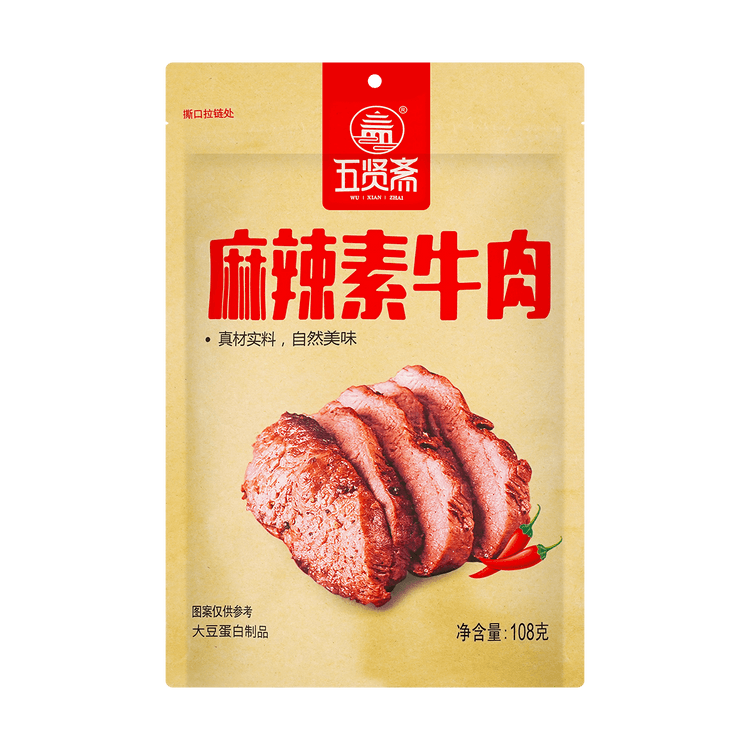 撕口拉链处
®
五贤斋
WU | XIAN | ZHAI
麻辣素牛肉
• 真材实料，自然美味
图案仅供参考
大豆蛋白制品
净含量:108克